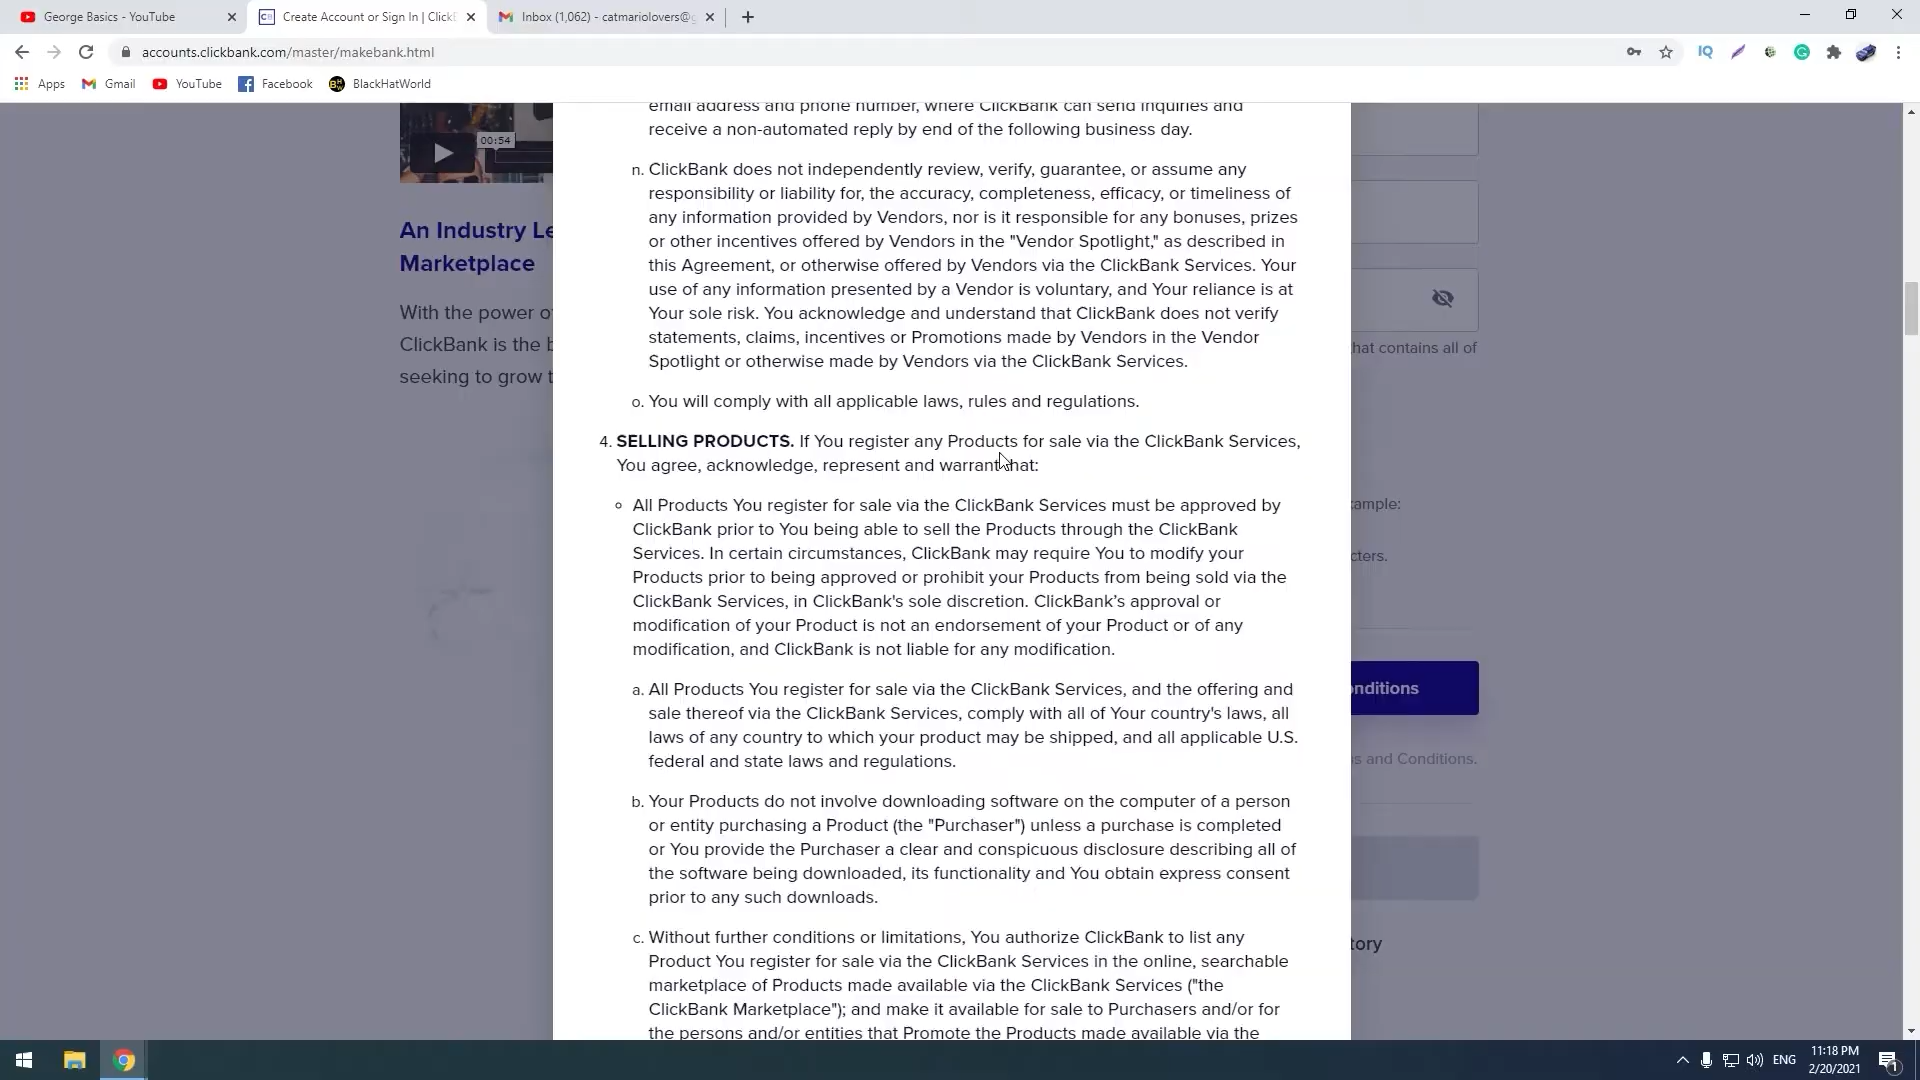 George Basics - YouTube
Create Account or Sign In | Click
Inbox (1,062) - catmariolovers@
accounts.clickbank.com/master/makebank.html
Apps
Gmail
YouTube
Facebook
BlackHatWorld
email address and phone number, where ClickBank can send inquiries and
receive a non-automated reply by end of the following business day.
n. ClickBank does not independently review, verify, guarantee, or assume any
responsibility or liability for, the accuracy, completeness, efficacy, or timeliness of
any information provided by Vendors, nor is it responsible for any bonuses, prizes
or other incentives offered by Vendors in the "Vendor Spotlight," as described in
this Agreement, or otherwise offered by Vendors via the ClickBank Services. Your
use of any information presented by a Vendor is voluntary, and Your reliance is at
Your sole risk. You acknowledge and understand that ClickBank does not verify
statements, claims, incentives or Promotions made by Vendors in the Vendor
Spotlight or otherwise made by Vendors via the ClickBank Services.
o. You will comply with all applicable laws, rules and regulations.
4. SELLING PRODUCTS. If You register any Products for sale via the ClickBank Services,
You agree, acknowledge, represent and warrant that:
All Products You register for sale via the ClickBank Services must be approved by
ClickBank prior to You being able to sell the Products through the ClickBank
Services. In certain circumstances, ClickBank may require You to modify your
Products prior to being approved or prohibit your Products from being sold via the
ClickBank Services, in ClickBank's sole discretion. ClickBank’s approval or
modification of your Product is not an endorsement of your Product or of any
modification, and ClickBank is not liable for any modification.
a. All Products You register for sale via the ClickBank Services, and the offering and
sale thereof via the ClickBank Services, comply with all of Your country's laws, all
laws of any country to which your product may be shipped, and all applicable U.S.
federal and state laws and regulations.
b. Your Products do not involve downloading software on the computer of a person
or entity purchasing a Product (the "Purchaser") unless a purchase is completed
or You provide the Purchaser a clear and conspicuous disclosure describing all of
the software being downloaded, its functionality and You obtain express consent
prior to any such downloads.
c. Without further conditions or limitations, You authorize ClickBank to list any
Product You register for sale via the ClickBank Services in the online, searchable
marketplace of Products made available via the ClickBank Services ("the
ClickBank Marketplace"); and make it available for sale to Purchasers and/or for
the persons and/or entities that Promote the Products made available via the
00:54
An Industry Le
Marketplace
With the power o
ClickBank is the b
seeking to grow t
hat contains all of
ample:
cters.
onditions
s and Conditions.
tory
ENG
11:18 PM
2/20/2021
1